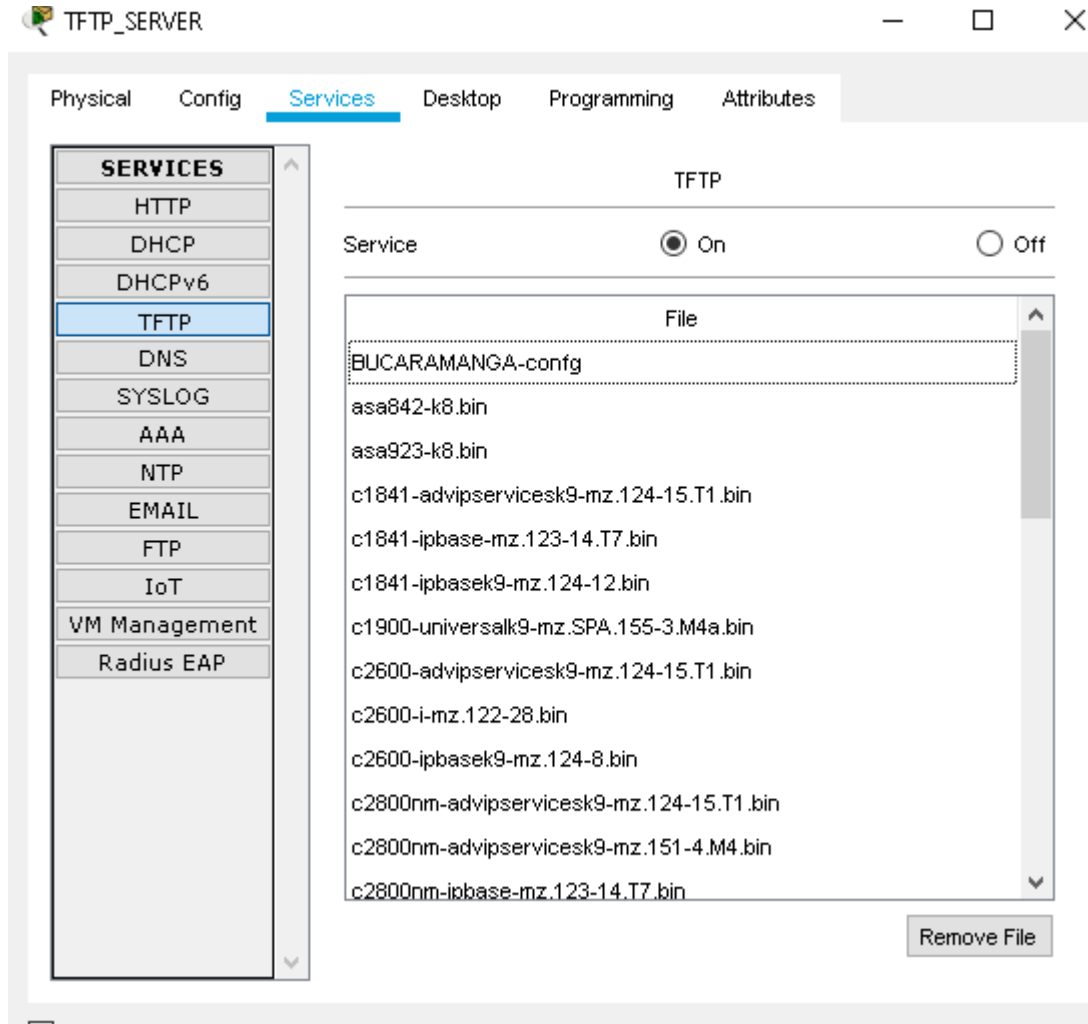 TFTP_SERVER
Physical Config Services Desktop Programming Attributes
SERVICES
HTTP
DHCP
DHCPv6
TFTP
DNS
SYSLOG
AAA
NTP
EMAIL
FTP
IoT
VM Management
Radius EAP
TFTP
Service On Off
File
BUCARAMANGA-confg
asa842-k8.bin
asa923-k8.bin
c1841-advipservicesk9-mz.124-15.T1.bin
c1841-ipbase-mz.123-14.T7.bin
c1841-ipbasek9-mz.124-12.bin
c1900-universalk9-mz.SPA.155-3.M4a.bin
c2600-advipservicesk9-mz.124-15.T1.bin
c2600-i-mz.122-28.bin
c2600-ipbasek9-mz.124-8.bin
c2800nm-advipservicesk9-mz.124-15.T1.bin
c2800nm-advipservicesk9-mz.151-4.M4.bin
c2800nm-ipbase-mz.123-14.T7.bin
Remove File